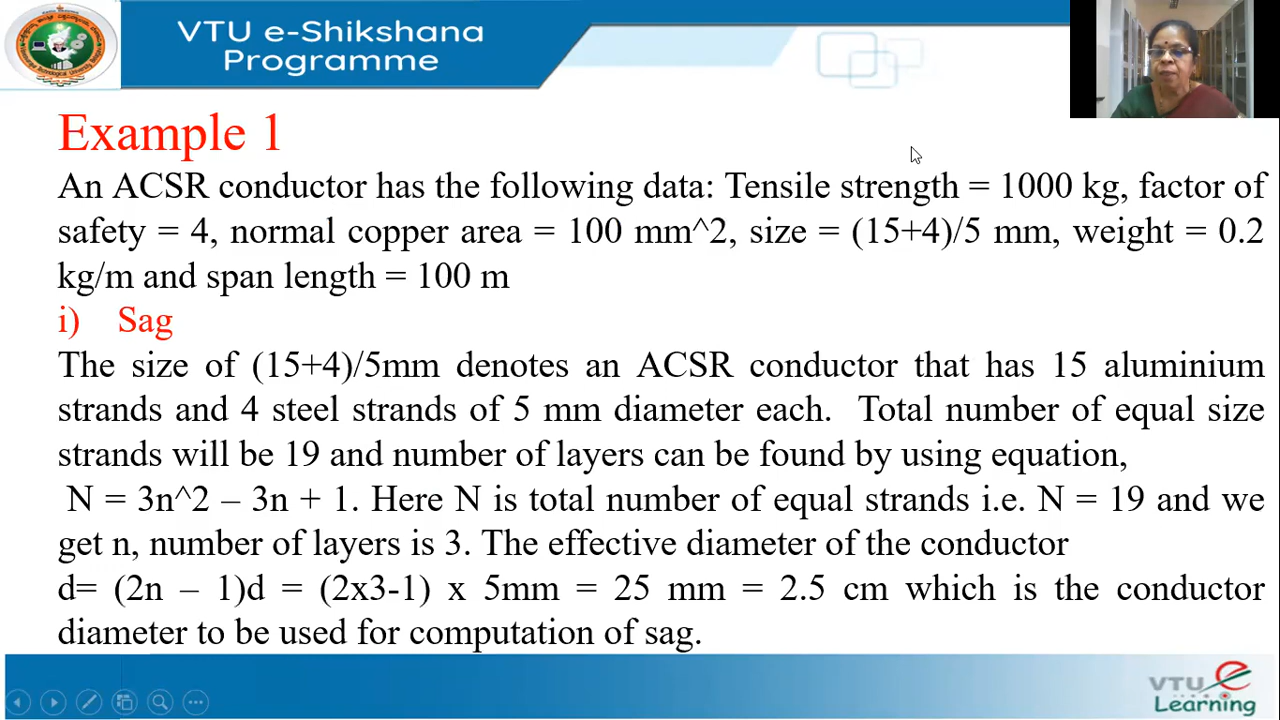 VTU e-Shikshana
Programme
Example 1
An ACSR conductor has the following data: Tensile strength = 1000 kg, factor of
safety = 4, normal copper area = 100 mm^2, size = (15+4)/5 mm, weight = 0.2
kg/m and span length = 100 m
i) Sag
The size of (15+4)/5mm denotes an ACSR conductor that has 15 aluminium
strands and 4 steel strands of 5 mm diameter each. Total number of equal size
strands will be 19 and number of layers can be found by using equation,
N = 3n^2 – 3n + 1. Here N is total number of equal strands i.e. N = 19 and we
get n, number of layers is 3. The effective diameter of the conductor
d= (2n – 1)d = (2x3-1) x 5mm = 25 mm = 2.5 cm which is the conductor
diameter to be used for computation of sag.
VTU e
Learning